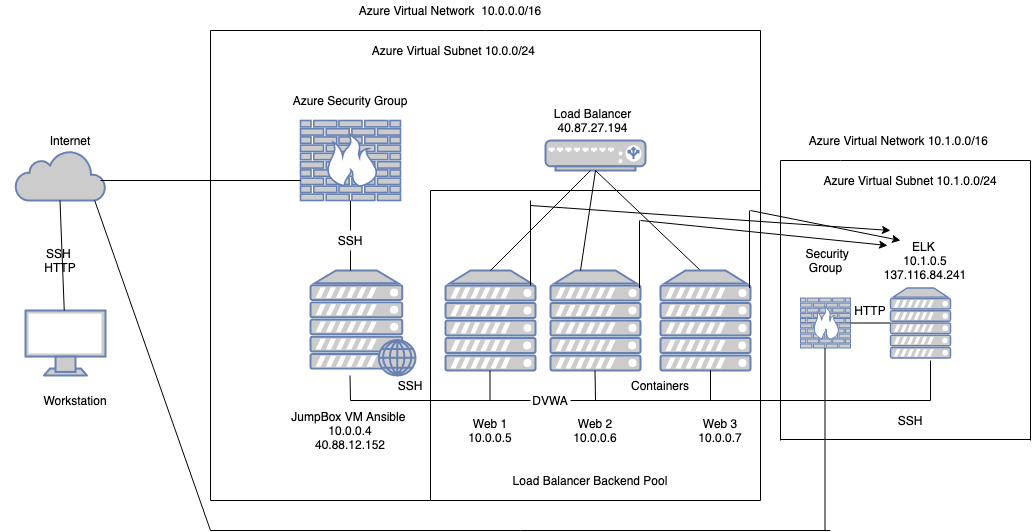 Azure Virtual Network 10.0.0.0/16
Azure Virtual Subnet 10.0.0/24
Azure Security Group
Load Balancer
40.87.27.194
Internet
Azure Virtual Network 10.1.0.0/16
Azure Virtual Subnet 10.1.0.0/24
SSH
HTTP
SSH
Security
Group
ELK
10.1.0.5
137.116.84.241
HTTP
SSH
Containers
Workstation
DVWA
JumpBox VM Ansible
10.0.0.4
40.88.12.152
Web 1
10.0.0.5
Web 2
10.0.0.6
Web 3
10.0.0.7
SSH
Load Balancer Backend Pool